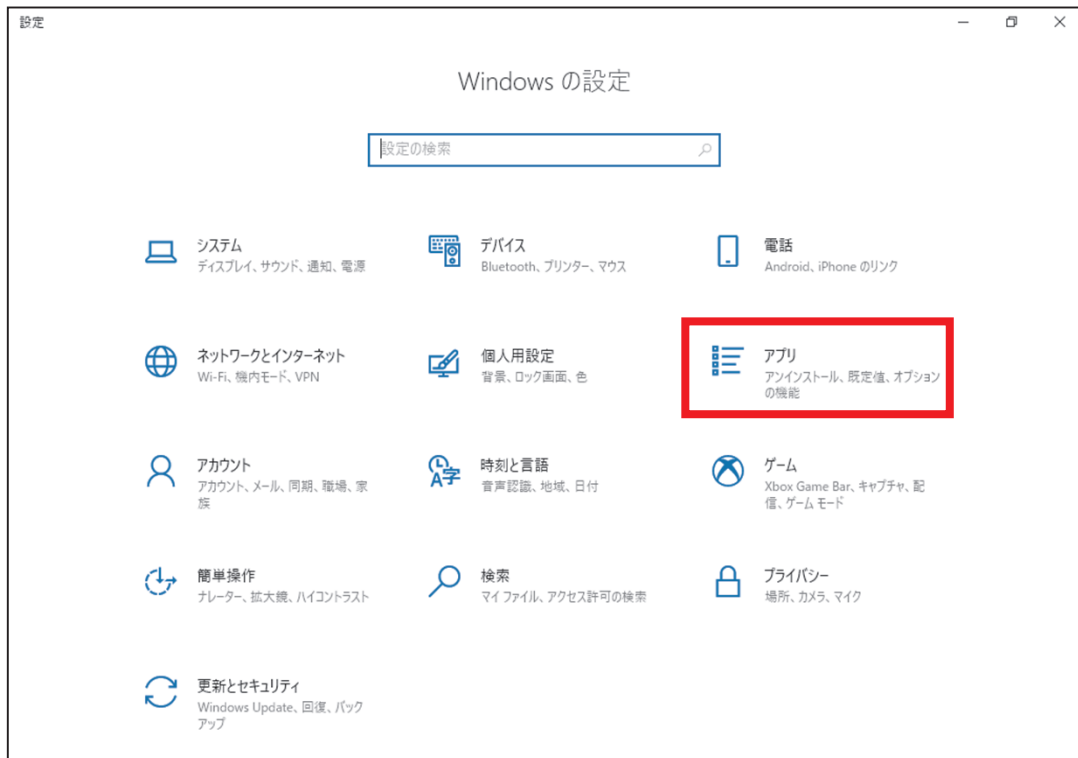 設定
Windows の設定
設定の検索
システム
ディスプレイ、サウンド、通知、電源
デバイス
Bluetooth、プリンター、マウス
電話
Android、iPhone のリンク
ネットワークとインターネット
Wi-Fi、機内モード、VPN
個人用設定
背景、ロック画面、色
アプリ
アンインストール、既定値、オプション
の機能
アカウント
アカウント、メール、同期、職場、家
族
時刻と言語
音声認識、地域、日付
ゲーム
Xbox Game Bar、キャプチャ、配
信、ゲーム モード
簡単操作
ナレーター、拡大鏡、ハイコントラスト
検索
マイ ファイル、アクセス許可の検索
プライバシー
場所、カメラ、マイク
更新とセキュリティ
Windows Update、回復、バック
アップ